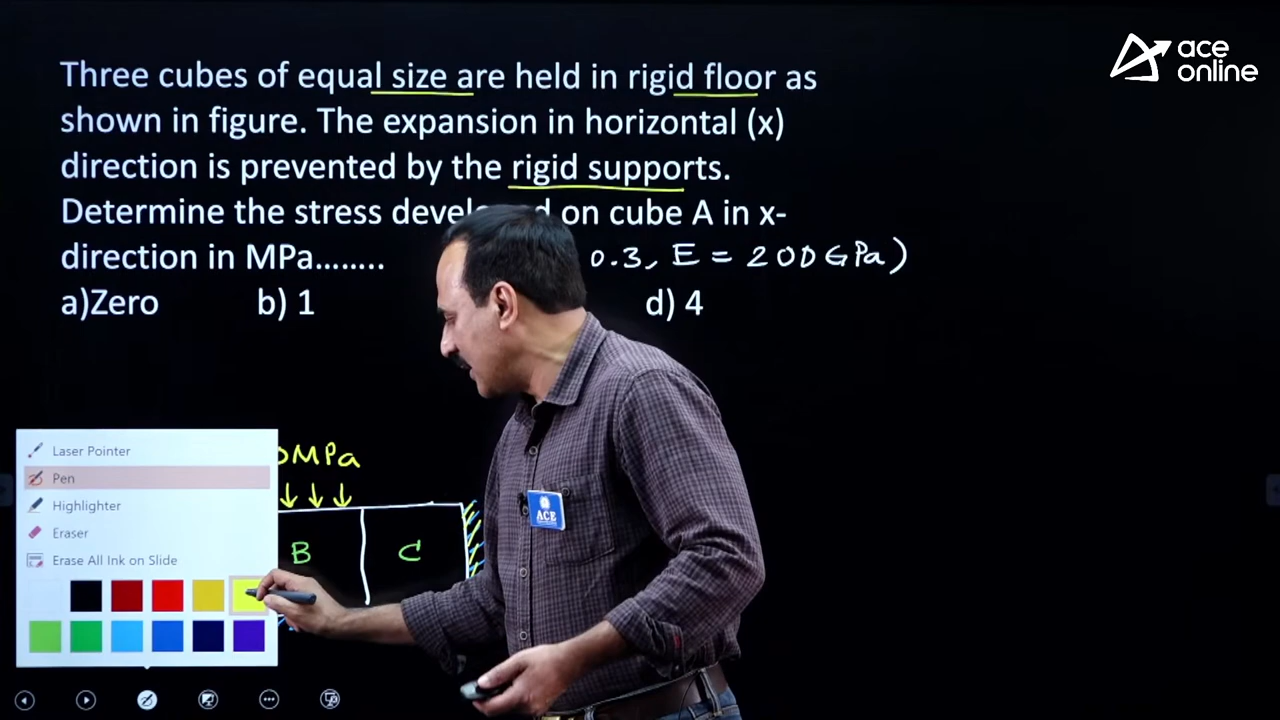 ace
online
Three cubes of equal size are held in rigid floor as
shown in figure. The expansion in horizontal (x)
direction is prevented by the rigid supports.
Determine the stress on cube A in x-
direction in MPa........ 0.3, E = 200 GPa)
a)Zero b) 1 d) 4
Laser Pointer
Pen
Highlighter
Eraser
Erase All Ink on Slide
MPa
B C
ACE